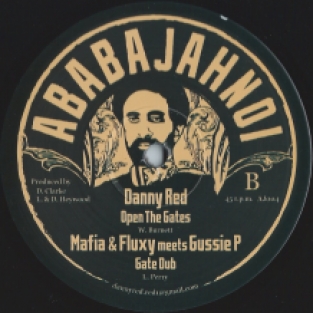 ABABAJAHNOI
Produced by
D. Clarke
L. & D. Heywood
B
45 r.p.m.
Danny Red
Open The Gates
W. Burnett
Mafia & Fluxy meets Gussie P
Gate Dub
L. Perry